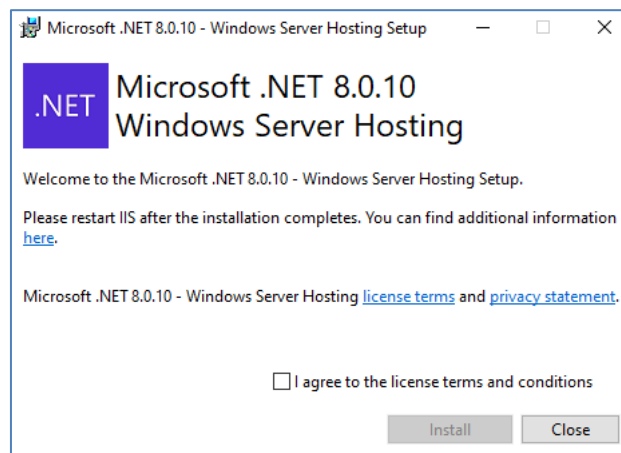 Microsoft .NET 8.0.10 - Windows Server Hosting Setup
.NET
Microsoft .NET 8.0.10
Windows Server Hosting
Welcome to the Microsoft .NET 8.0.10 - Windows Server Hosting Setup.
Please restart IIS after the installation completes. You can find additional information
here.
Microsoft .NET 8.0.10 - Windows Server Hosting license terms and privacy statement.
I agree to the license terms and conditions
Install
Close